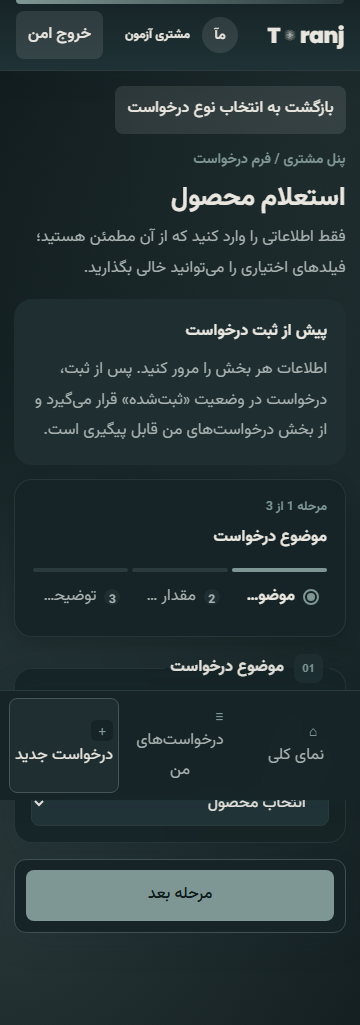 Toranj
مآ
مشتری آزمون
خروج امن
بازگشت به انتخاب نوع درخواست
پنل مشتری / فرم درخواست
استعلام محصول
فقط اطلاعاتی را وارد کنید که از آن مطمئن هستید؛
فیلدهای اختیاری را می‌توانید خالی بگذارید.
پیش از ثبت درخواست
اطلاعات هر بخش را مرور کنید. پس از ثبت،
درخواست در وضعیت «ثبت‌شده» قرار می‌گیرد و
از بخش درخواست‌های من قابل پیگیری است.
مرحله 1 از 3
موضوع درخواست
موضو...
2 مقدار ...
3 توضیحـ...
01 موضوع درخواست
نمای کلی
درخواست‌های
من
+
درخواست جدید
انتخاب محصول
مرحله بعد